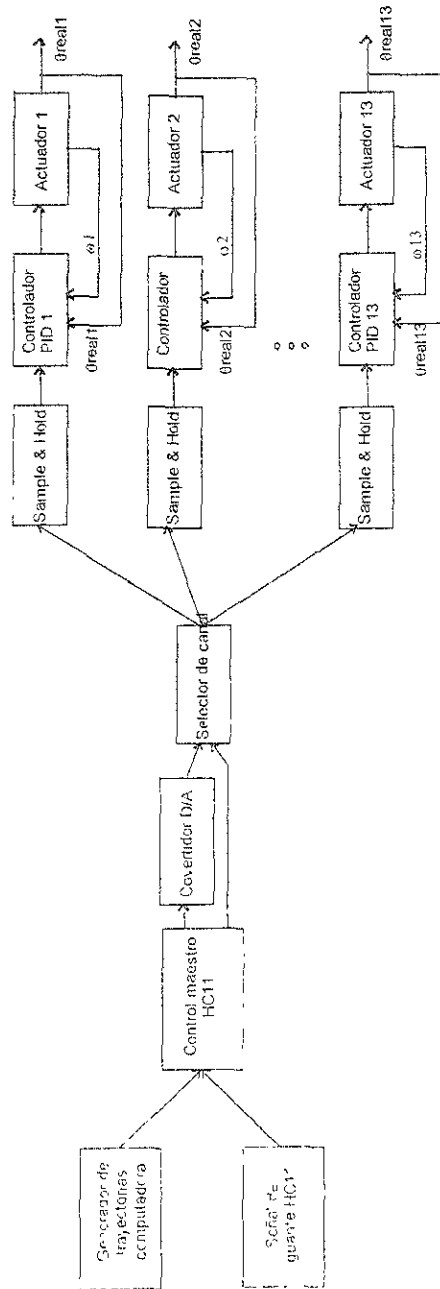 Generador de
trayectorias
computadora
Señal de
guante HC11
Control maestro
HC11
Covertidor D/A
Selector de canal
Sample & Hold
Controlador
PID 1
Actuador 1
θreal1
ω1
θreal1
Sample & Hold
Controlador
Actuador 2
θreal2
ω2
θreal2
Sample & Hold
Controlador
PID 13
Actuador 13
θreal13
ω13
θreal13